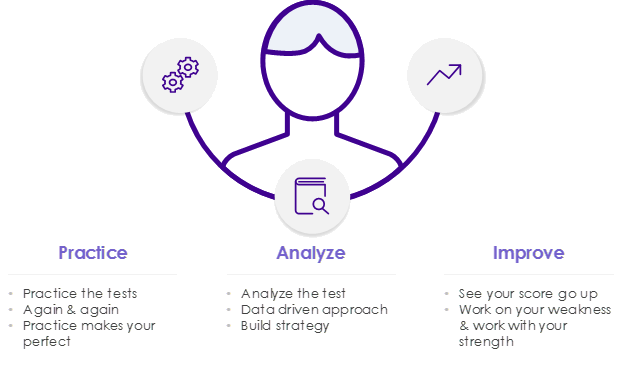 Practice
Practice the tests
Again & again
Practice makes your
perfect
Analyze
Analyze the test
Data driven approach
Build strategy
Improve
See your score go up
Work on your weakness
& work with your
strength